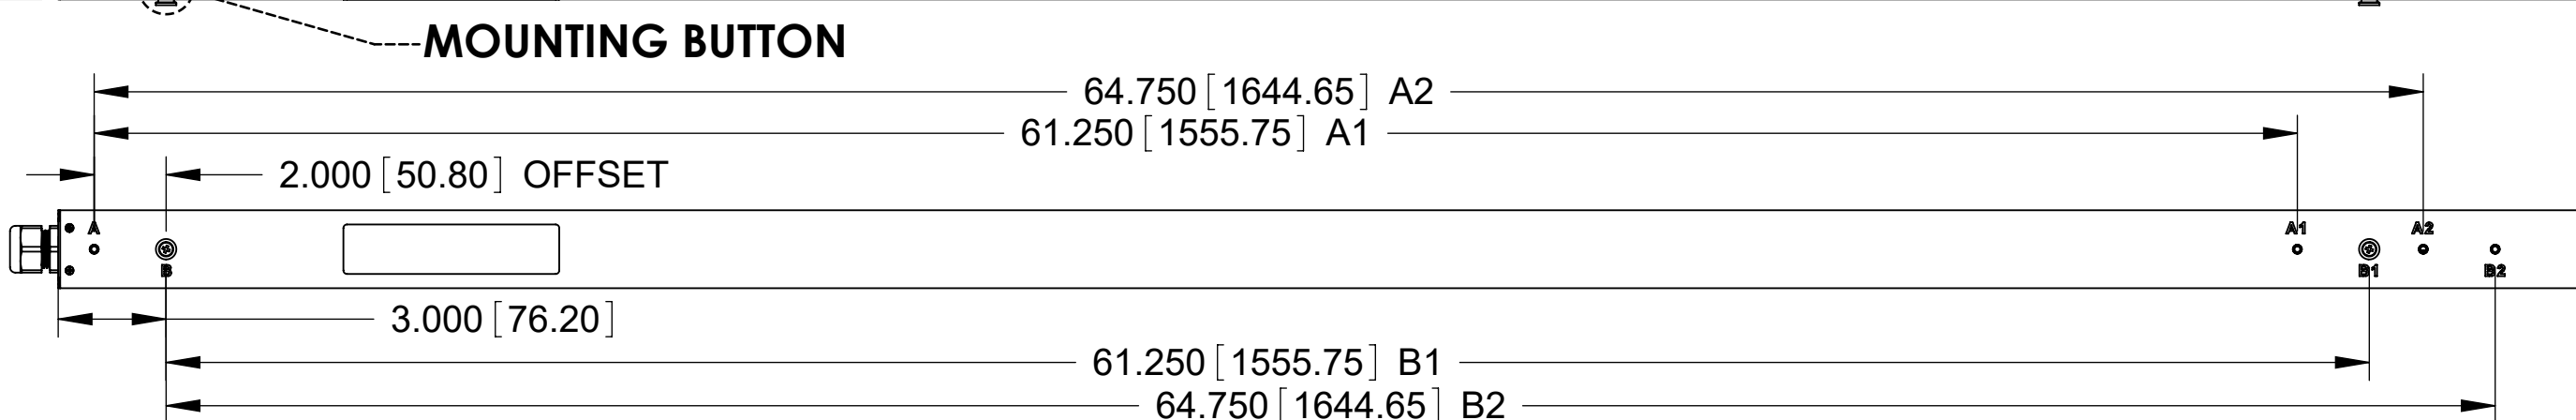 MOUNTING BUTTON
64.750 [1644.65] A2
61.250 [1555.75] A1
2.000 [50.80] OFFSET
A
A1
A2
B
B1
B2
3.000 [76.20]
61.250 [1555.75] B1
64.750 [1644.65] B2